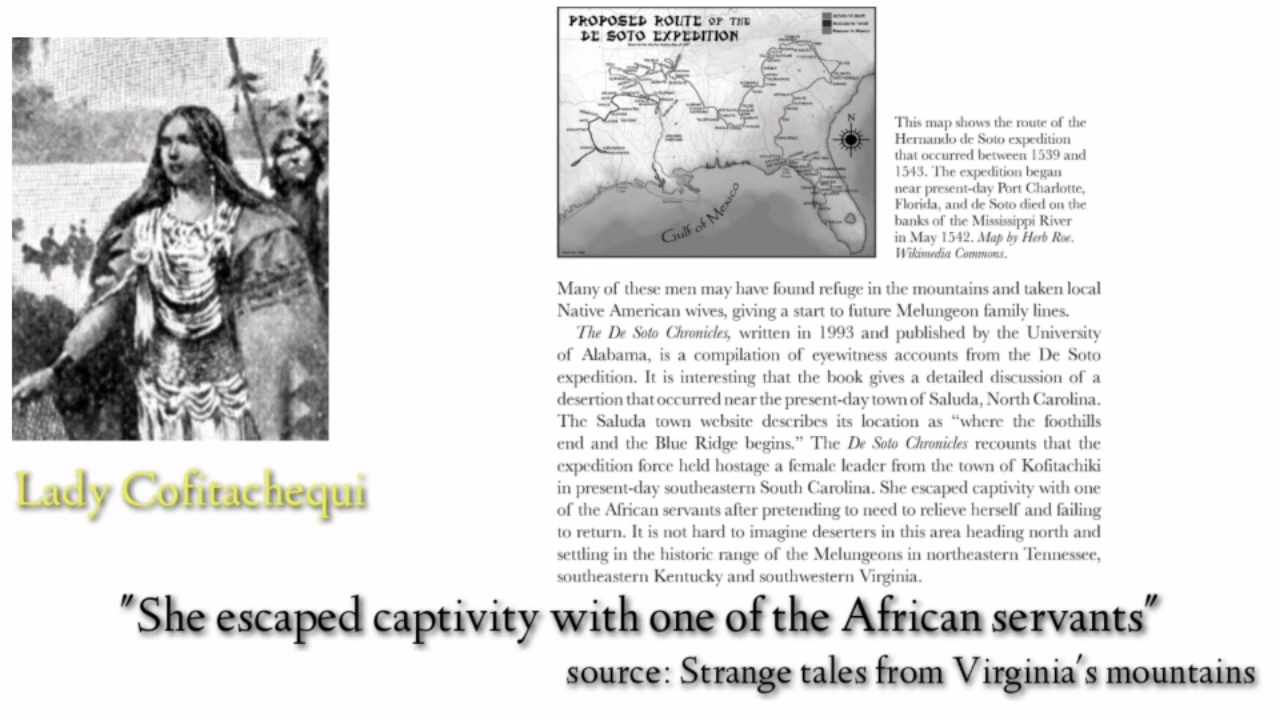 PROPOSED ROUTE OF THE
DE SOTO EXPEDITION
N
Gulf of Mexico
This map shows the route of the
Hernando de Soto expedition
that occurred between 1539 and
1543. The expedition began
near present-day Port Charlotte,
Florida, and de Soto died on the
banks of the Mississippi River
in May 1542. Map by Herb Roe.
Wikimedia Commons.
Many of these men may have found refuge in the mountains and taken local
Native American wives, giving a start to future Melungeon family lines.
The De Soto Chronicles, written in 1993 and published by the University
of Alabama, is a compilation of eyewitness accounts from the De Soto
expedition. It is interesting that the book gives a detailed discussion of a
desertion that occurred near the present-day town of Saluda, North Carolina.
The Saluda town website describes its location as “where the foothills
end and the Blue Ridge begins.” The De Soto Chronicles recounts that the
expedition force held hostage a female leader from the town of Kofitachiki
in present-day southeastern South Carolina. She escaped captivity with one
of the African servants after pretending to need to relieve herself and failing
to return. It is not hard to imagine deserters in this area heading north and
settling in the historic range of the Melungeons in northeastern Tennessee,
southeastern Kentucky and southwestern Virginia.
Lady Cofitachequi
"She escaped captivity with one of the African servants"
source: Strange tales from Virginia's mountains